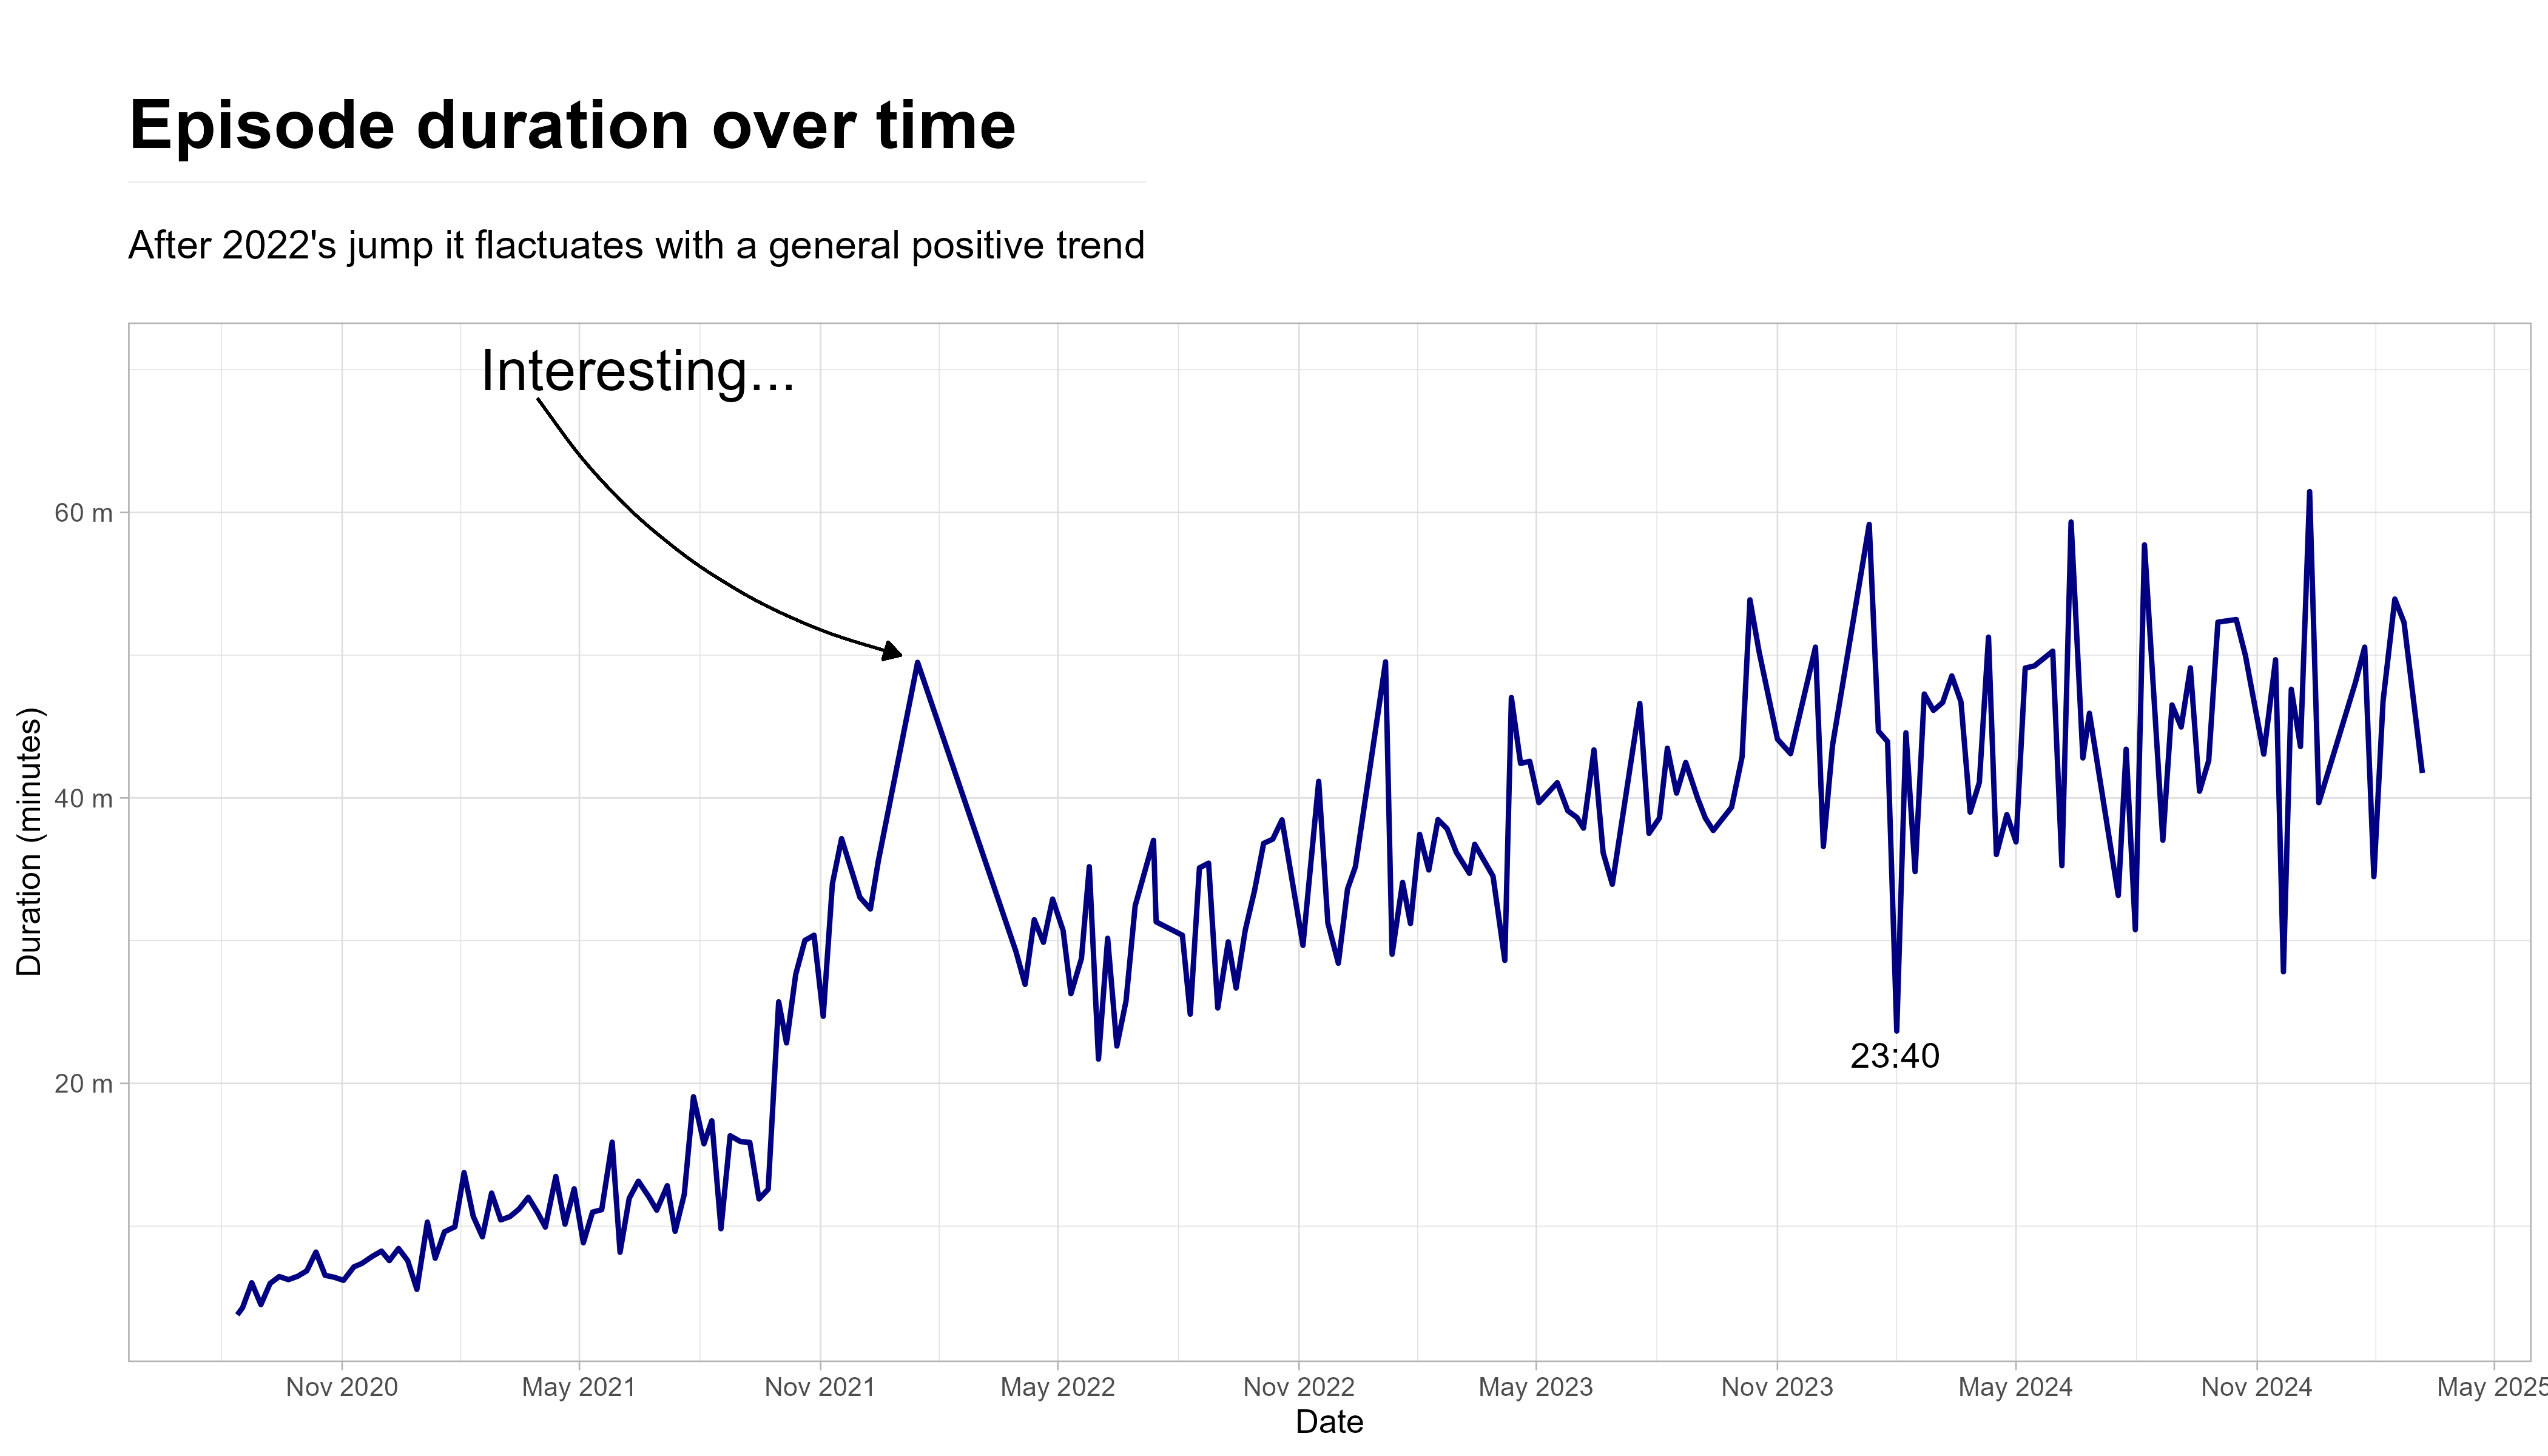 Episode duration over time
After 2022's jump it flactuates with a general positive trend
Interesting...
60 m
40 m
20 m
Duration (minutes)
23:40
Nov 2020
May 2021
Nov 2021
May 2022
Nov 2022
May 2023
Nov 2023
May 2024
Nov 2024
May 2025
Date